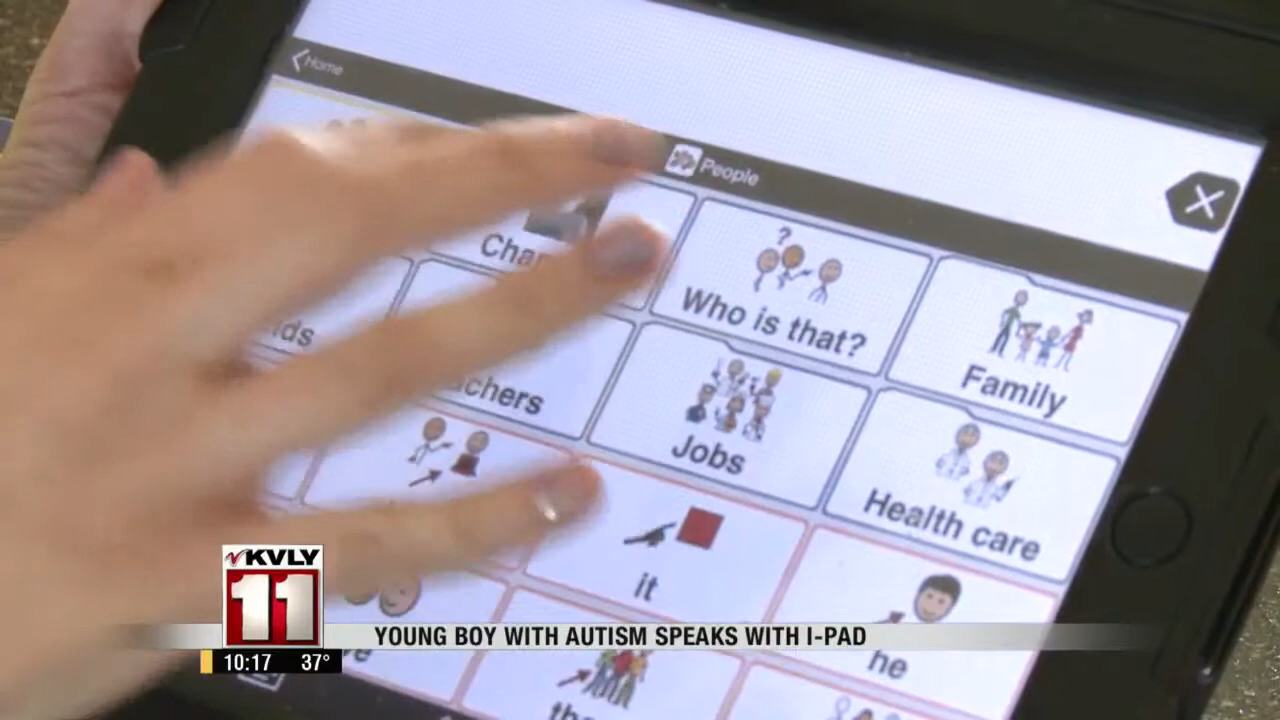 Home
People
Who is that?
Family
Jobs
Health care
it
he
KVLY
11
YOUNG BOY WITH AUTISM SPEAKS WITH I-PAD
10:17 37°